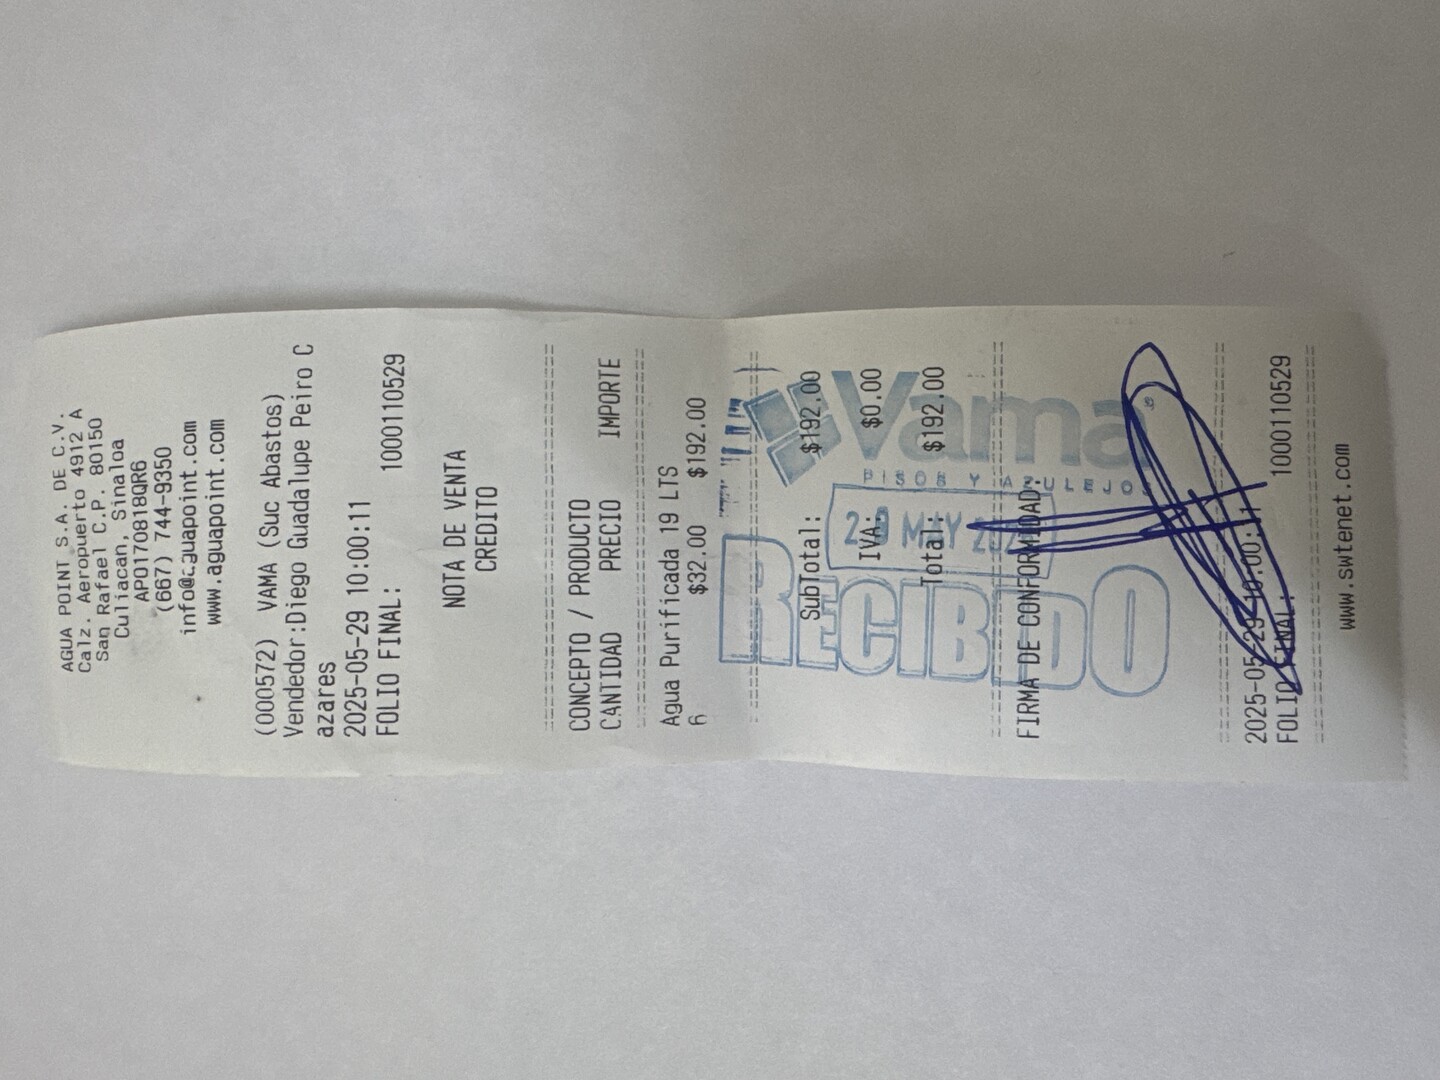 AGUA POINT S.A. DE C.V.
Calz. Aeropuerto 4912 A
San Rafael C.P. 80150
Culiacan, Sinaloa
APO170818QR6
(667) 744-9350
info@aguapoint.com
www.aguapoint.com
(000572) VAMA (Suc Abastos)
Vendedor:Diego Guadalupe Peiro C
azares
2025-05-29 10:00:11
FOLIO FINAL: 1000110529
NOTA DE VENTA
CREDITO
CONCEPTO / PRODUCTO
CANTIDAD PRECIO IMPORTE
Agua Purificada 19 LTS
6 $32.00 $192.00
SubTotal: $192.00
IVA: $0.00
Total: $192.00
Vama
PISOS Y AZULEJOS
29 MAY 2025
RECIBIDO
FIRMA DE CONFORMIDAD:
2025-05-29 10:00:11
FOLIO FINAL: 1000110529
www.swtenet.com